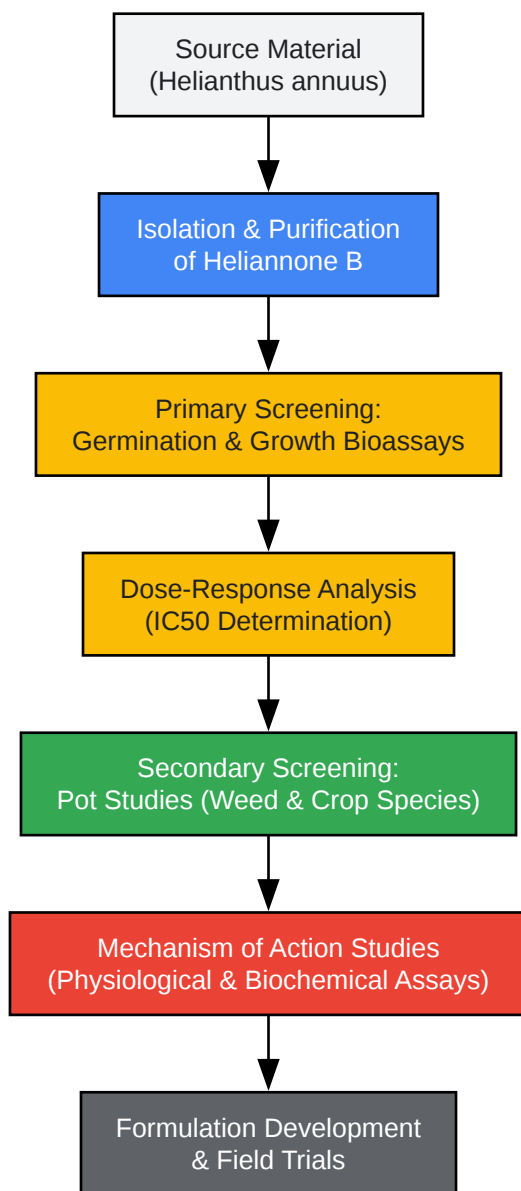 Source Material
(Helianthus annuus)
Isolation & Purification
of Heliannone B
Primary Screening:
Germination & Growth Bioassays
Dose-Response Analysis
(IC50 Determination)
Secondary Screening:
Pot Studies (Weed & Crop Species)
Mechanism of Action Studies
(Physiological & Biochemical Assays)
Formulation Development
& Field Trials